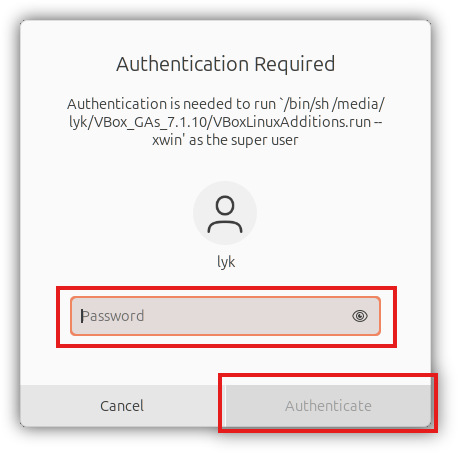 Authentication Required
Authentication is needed to run `/bin/sh /media/
lyk/VBox_GAs_7.1.10/VBoxLinuxAdditions.run --
xwin' as the super user
lyk
Password
Cancel
Authenticate